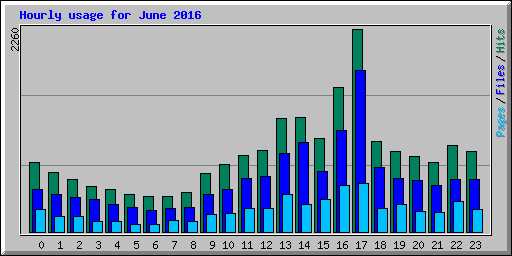 Hourly usage for June 2016
2260
Pages / Files / Hits
0 1 2 3 4 5 6 7 8 9 10 11 12 13 14 15 16 17 18 19 20 21 22 23